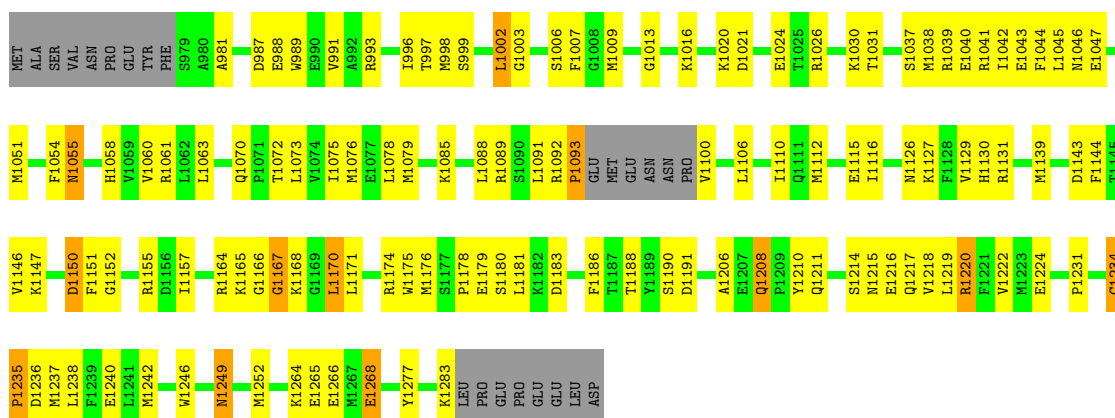 MET ALA SER VAL ASN PRO GLU TYR PHE S979 A980 A981 D987 E988 W989 E990 V991 A992 R993 I996 T997 M998 S999 L1002 G1003 S1006 F1007 G1008 M1009 G1013 K1016 K1020 D1021 E1024 T1025 R1026 K1030 T1031 S1037 M1038 R1039 E1040 R1041 I1042 E1043 F1044 L1045 N1046 E1047
M1051 F1054 N1055 H1058 V1059 V1060 R1061 L1062 L1063 Q1070 P1071 T1072 L1073 V1074 I1075 M1076 E1077 L1078 M1079 K1085 L1088 R1089 S1090 L1091 R1092 P1093 GLU MET GLU ASN ASN PRO V1100 L1106 I1110 Q1111 M1112 E1115 I1116 N1126 K1127 F1128 V1129 H1130 R1131 M1139 D1143 F1144 T1145
V1146 K1147 D1150 F1151 G1152 R1155 D1156 I1157 R1164 K1165 G1166 G1167 K1168 G1169 L1170 L1171 R1174 W1175 M1176 S1177 P1178 E1179 S1180 L1181 K1182 D1183 F1186 T1187 T1188 Y1189 S1190 D1191 A1206 E1207 Q1208 P1209 Y1210 Q1211 S1214 N1215 E1216 Q1217 V1218 L1219 R1220 F1221 V1222 M1223 E1224 P1231 G1234
P1235 D1236 M1237 L1238 F1239 E1240 L1241 M1242 W1246 N1249 M1252 K1264 E1265 E1266 M1267 E1268 Y1277 K1283 LEU PRO GLU PRO GLU GLU LEU ASP